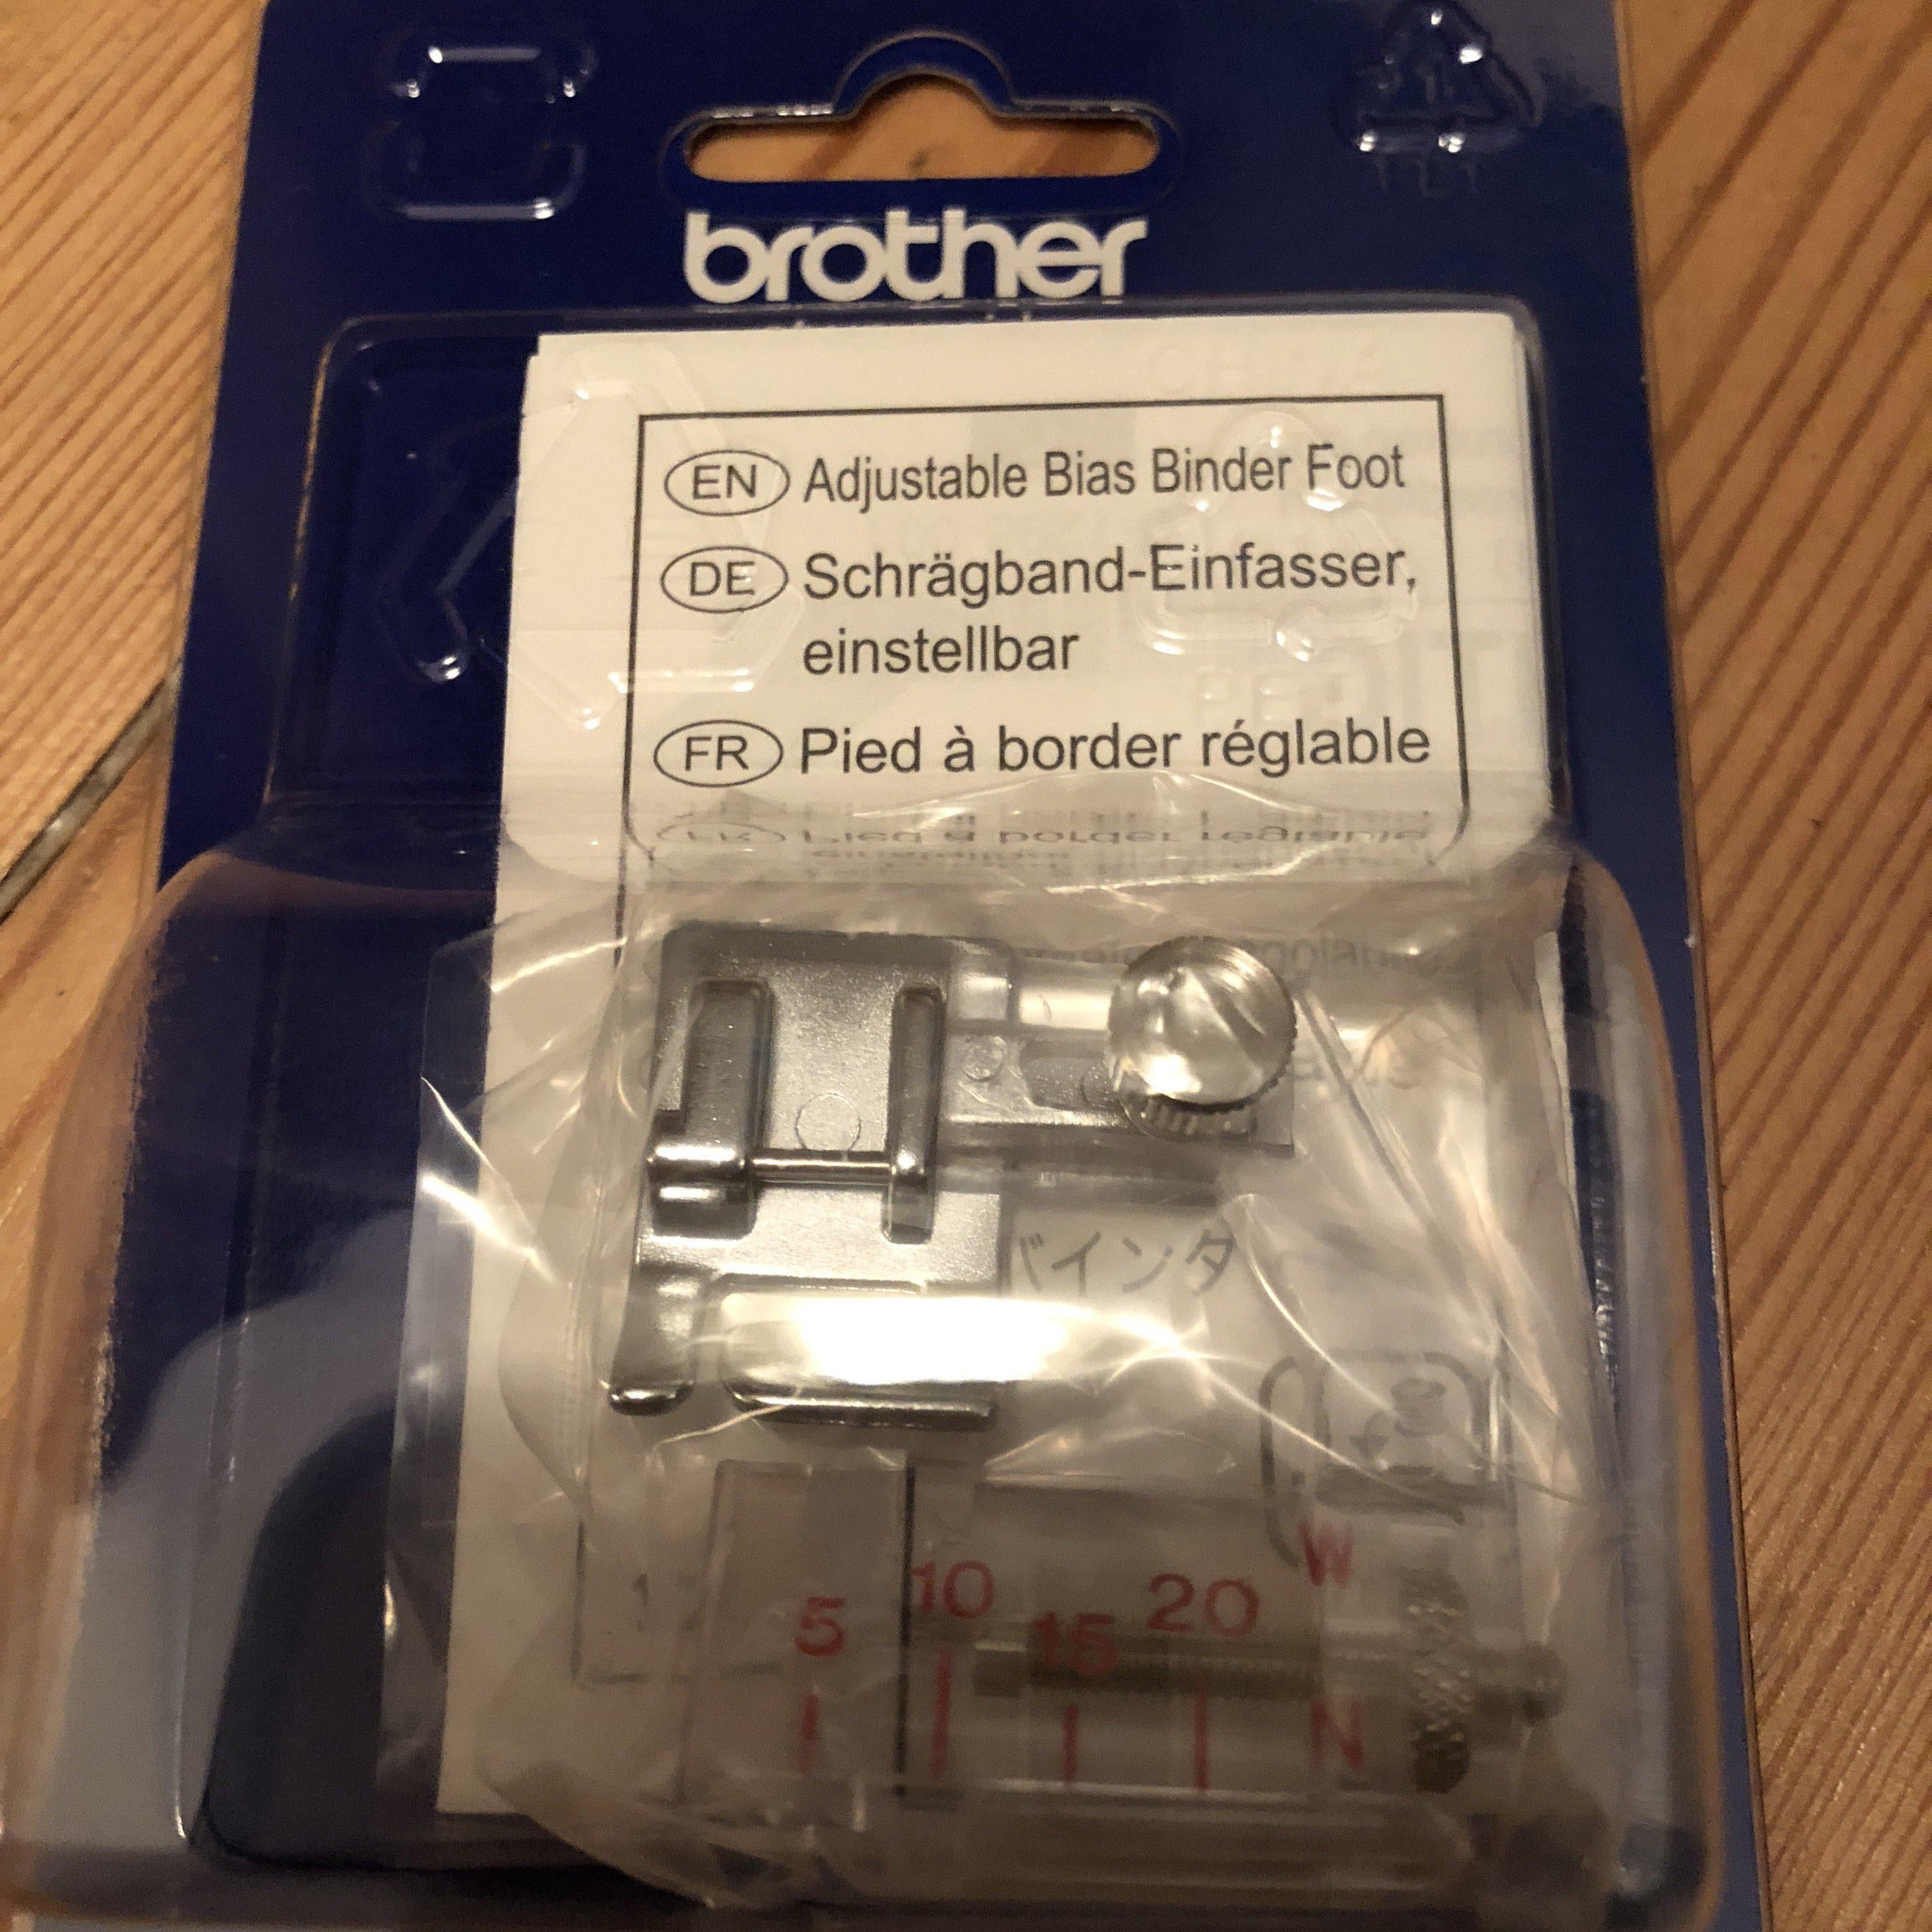 brother
EN Adjustable Bias Binder Foot
DE Schrägband-Einfasser,
einstellbar
FR Pied à border réglable
バインダ
5 10 15 20
W
N